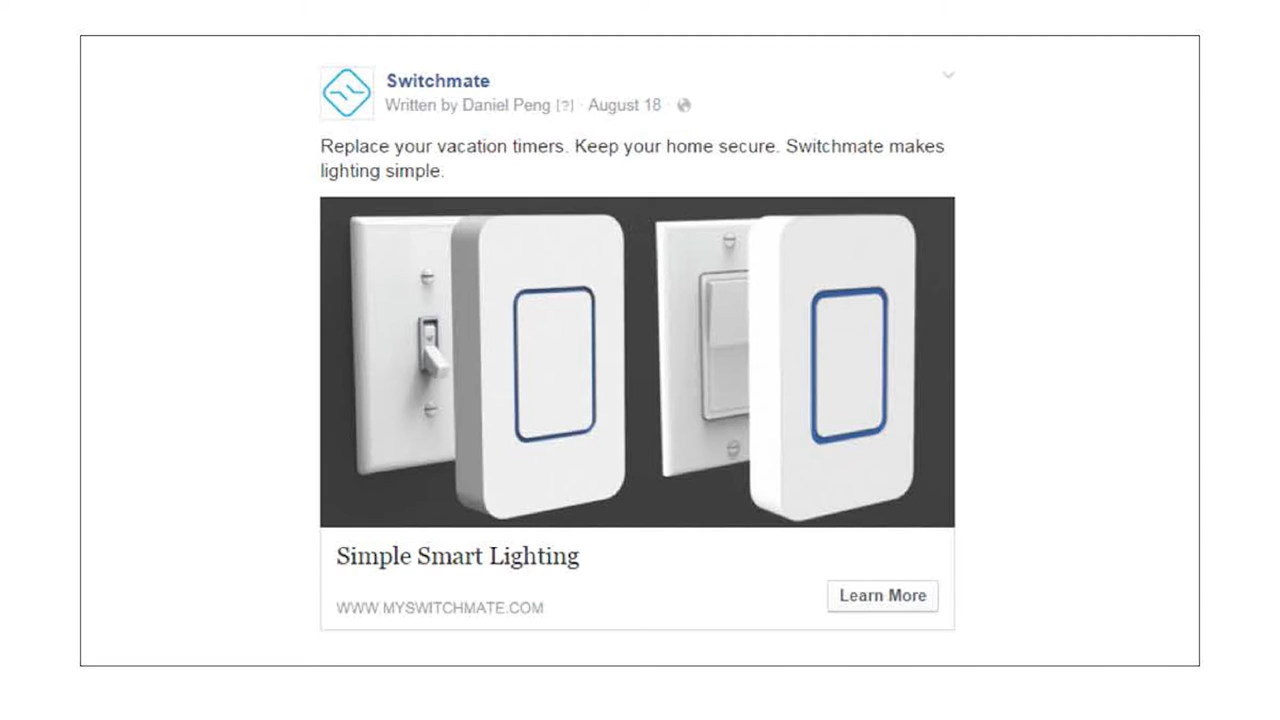 Switchmate
Written by Daniel Peng [?] · August 18 ·
Replace your vacation timers. Keep your home secure. Switchmate makes
lighting simple.
Simple Smart Lighting
WWW.MYSWITCHMATE.COM
Learn More